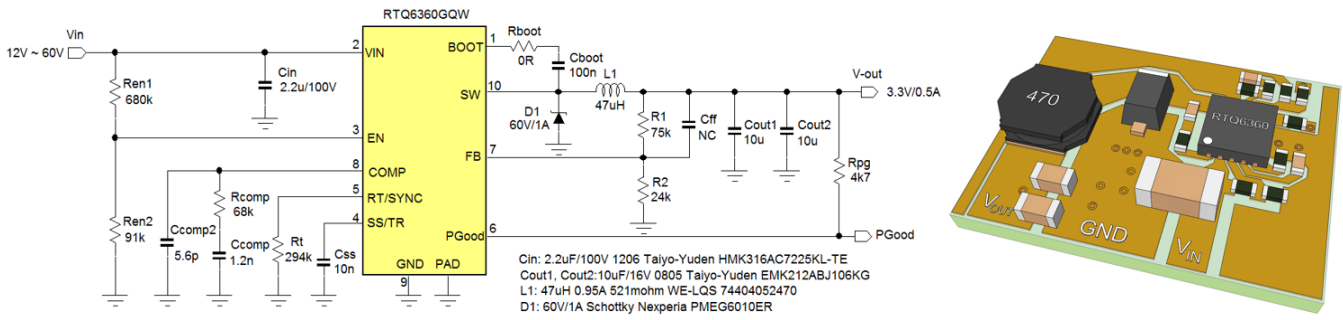 RTQ6360GQW
Vin
12V ~ 60V
2
VIN
BOOT
1
Rboot
0R
Cboot
100n
Cin
2.2u/100V
Ren1
680k
SW
10
L1
47uH
V-out
3.3V/0.5A
D1
60V/1A
R1
75k
Cff
NC
Cout1
10u
Cout2
10u
3
EN
FB
7
Rpg
4k7
8
COMP
R2
24k
Rcomp
68k
5
RT/SYNC
4
SS/TR
Ren2
91k
Ccomp2
5.6p
Ccomp
1.2n
Rt
294k
Css
10n
PGood
6
PGood
GND
PAD
9
Cin: 2.2uF/100V 1206 Taiyo-Yuden HMK316AC7225KL-TE
Cout1, Cout2:10uF/16V 0805 Taiyo-Yuden EMK212ABJ106KG
L1: 47uH 0.95A 521mohm WE-LQS 74404052470
D1: 60V/1A Schottky Nexperia PMEG6010ER
470
RTQ6360
VOUT
GND
VIN